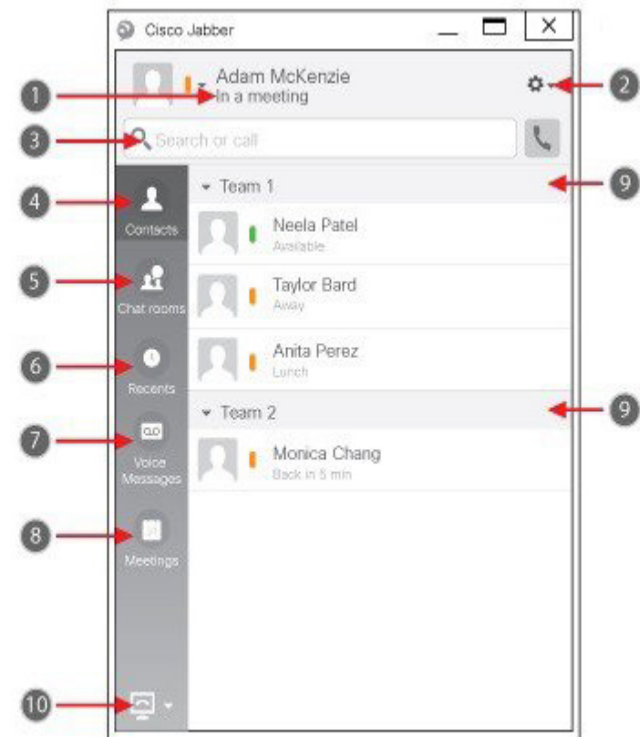 Cisco Jabber
Adam McKenzie
In a meeting
1
2
Search or call
3
4
Contacts
Team 1
9
Neela Patel
Available
5
Chat rooms
Taylor Bard
Away
6
Recents
Anita Perez
Lunch
Team 2
9
7
Voice
Messages
Monica Chang
Back in 5 min
8
Meetings
10